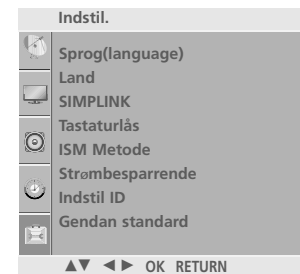 Indstil.
Sprog(language)
Land
SIMPLINK
Tastaturlås
ISM Metode
Strømbesparrende
Indstil ID
Gendan standard
▲▼ ◄► OK RETURN